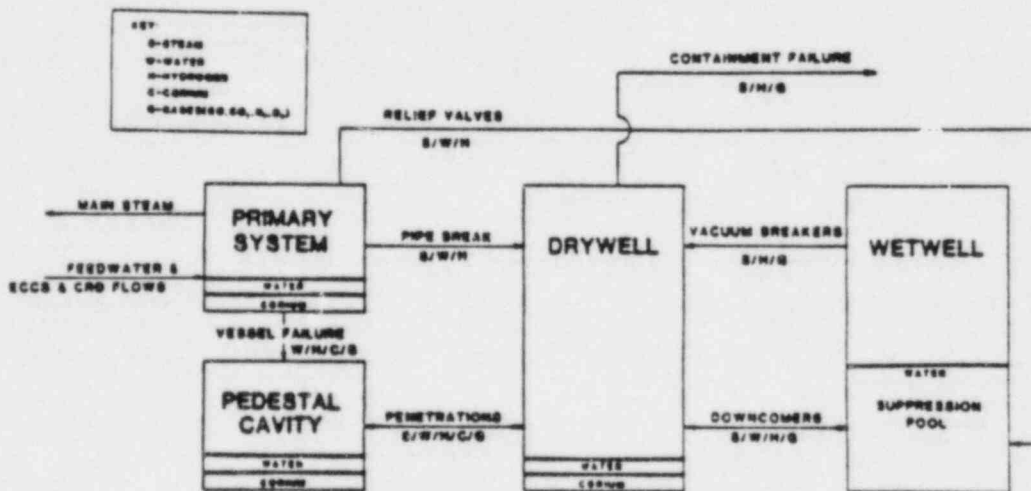 KEY:
S-STEAM
W-WATER
H-HYDROGEN
C-CORIUM
CONTAINMENT FAILURE
S/H/G
RELIEF VALVES
S/W/H
MAIN STEAM
PRIMARY
SYSTEM
PIPE BREAK
S/W/H
DRYWELL
VACUUM BREAKERS
S/H/G
WETWELL
FEEDWATER &
ECCS & CRD FLOWS
WATER
CORIUM
VESSEL FAILURE
W/H/C/S
WATER
SUPPRESSION
POOL
PEDESTAL
CAVITY
PENETRATIONS
DOWNCOMERS
S/W/H/G
WATER
CORIUM
WATER
CORIUM